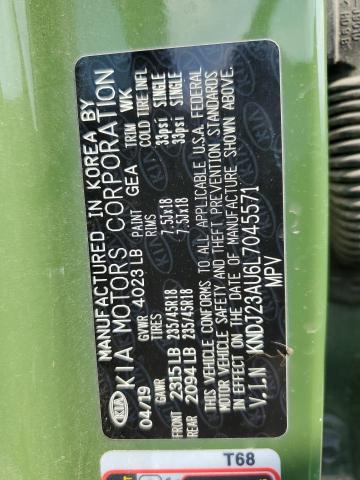 MANUFACTURED IN KOREA BY
KIA KIA MOTORS CORPORATION
04/19 GVWR 4023 LB PAINT GEA TRIM WK
GAWR TIRES RIMS COLD TIRE INFL
FRONT 2315 LB 235/45R18 7.5JX18 33psi SINGLE
REAR 2094 LB 235/45R18 7.5JX18 33psi SINGLE
THIS VEHICLE CONFORMS TO ALL APPLICABLE U.S.A. FEDERAL
MOTOR VEHICLE SAFETY AND THEFT PREVENTION STANDARDS
IN EFFECT ON THE DATE OF MANUFACTURE SHOWN ABOVE.
V.I.N KNDJ23AU6L7045571
MPV
T68